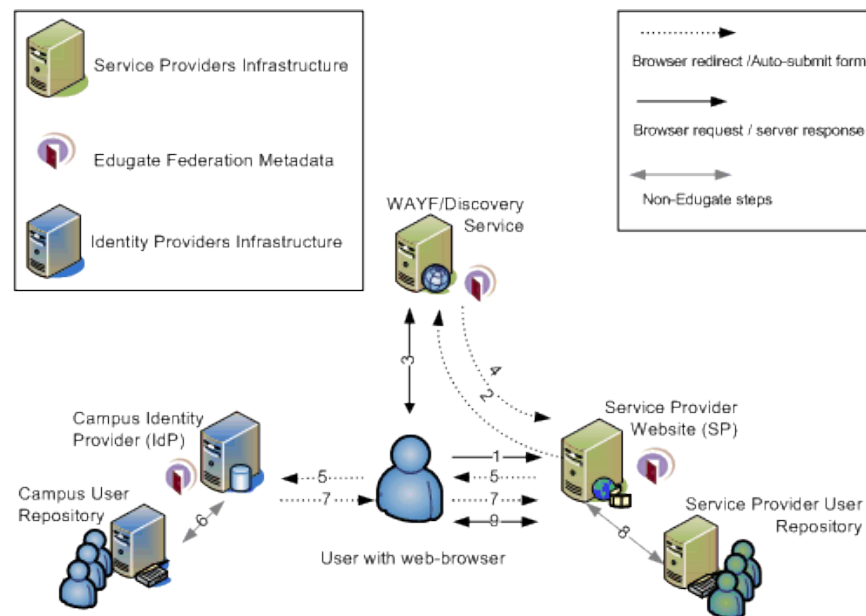 Service Providers Infrastructure
Edugate Federation Metadata
Identity Providers Infrastructure
Browser redirect /Auto-submit form
Browser request / server response
Non-Edugate steps
WAYF/Discovery
Service
3
4
2
Campus Identity
Provider (IdP)
Service Provider
Website (SP)
1
5
5
7
7
9
Campus User
Repository
6
8
Service Provider User
Repository
User with web-browser